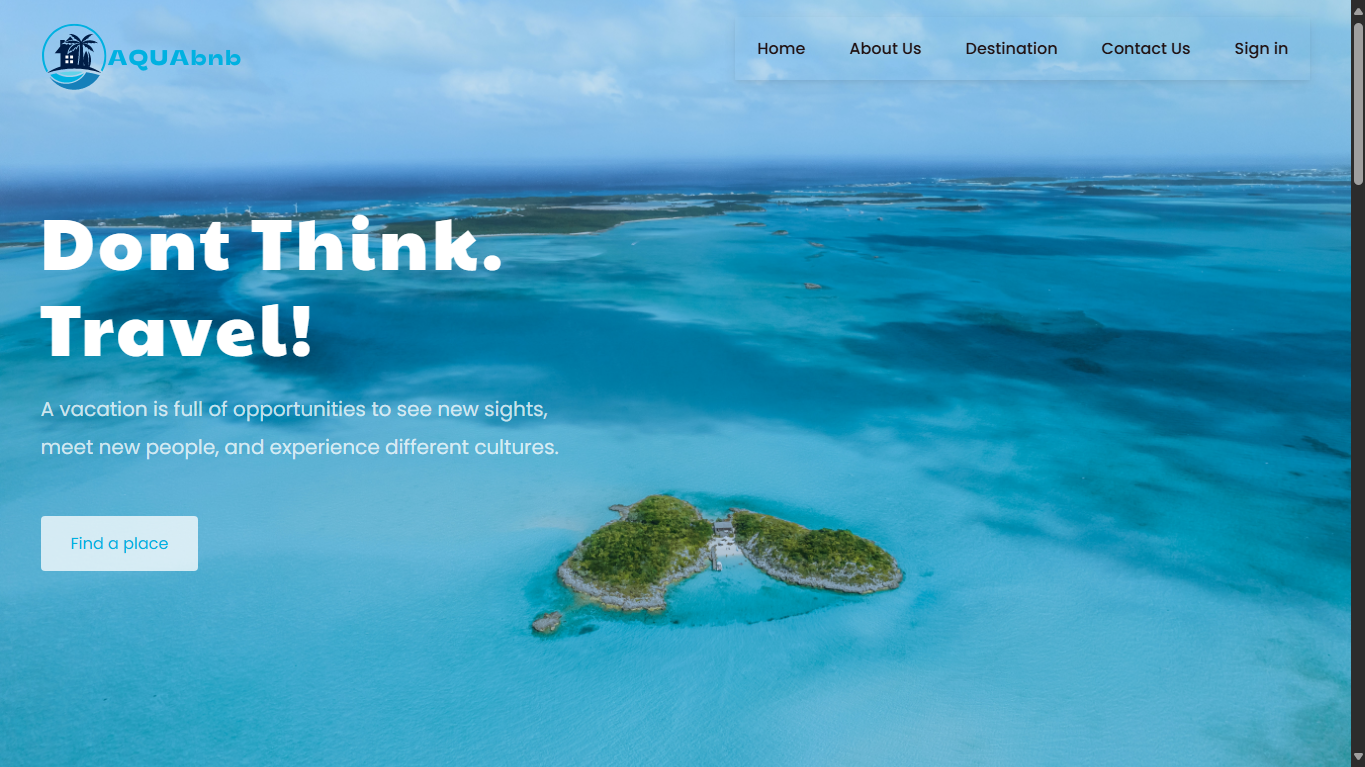 AQUAbnb
Home About Us Destination Contact Us Sign in
Dont Think.
Travel!
A vacation is full of opportunities to see new sights,
meet new people, and experience different cultures.
Find a place